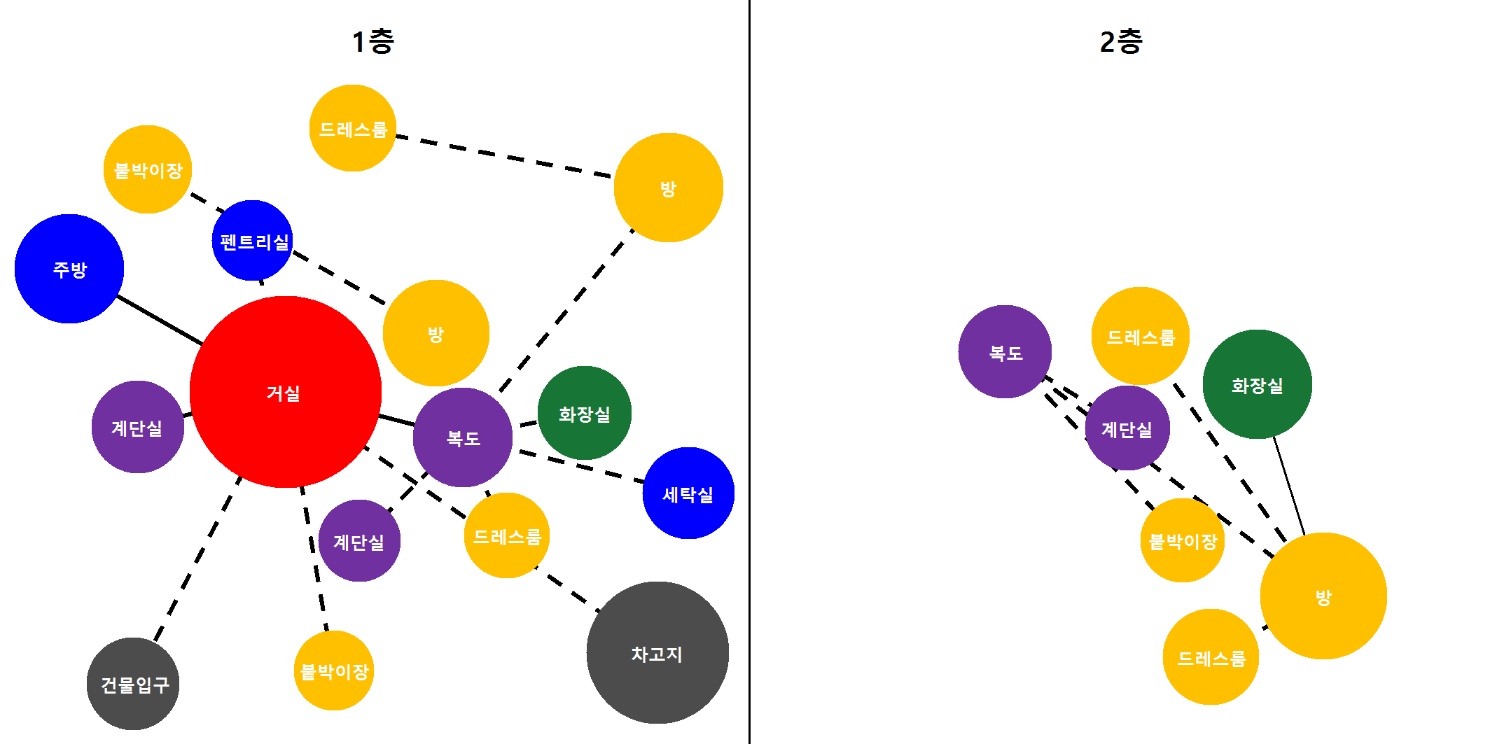 1층
드레스룸
붙박이장
방
펜트리실
주방
방
거실
화장실
계단실
복도
세탁실
드레스룸
계단실
차고지
붙박이장
건물입구
2층
드레스룸
복도
화장실
계단실
붙박이장
방
드레스룸